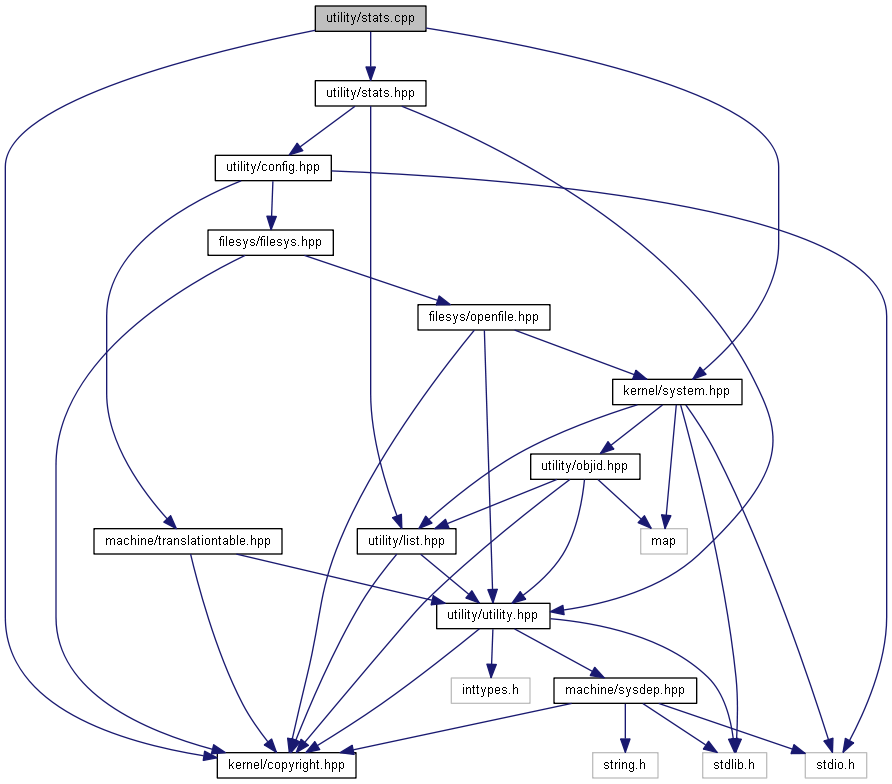 utility/stats.cpp
utility/stats.hpp
utility/config.hpp
filesys/filesys.hpp
filesys/openfile.hpp
kernel/system.hpp
utility/objid.hpp
machine/translationtable.hpp
utility/list.hpp
map
utility/utility.hpp
inttypes.h
machine/sysdep.hpp
kernel/copyright.hpp
string.h
stdlib.h
stdio.h